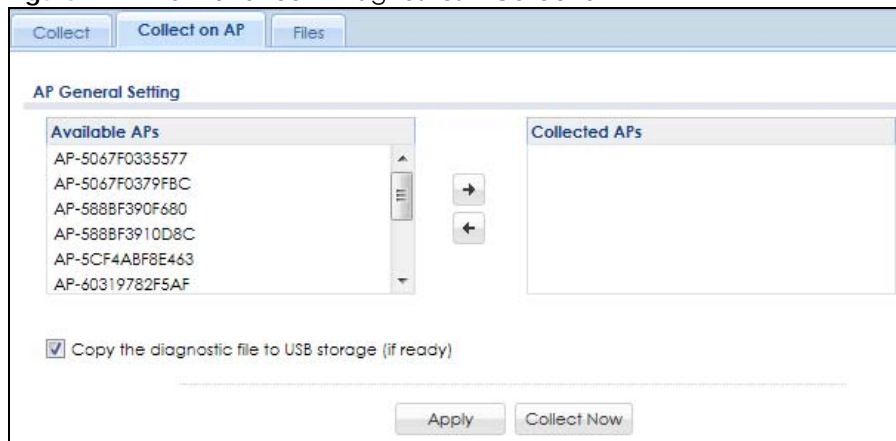 Collect
Collect on AP
Files
AP General Setting
Available APs
Collected APs
AP-5067F0335577
AP-5067F0379FBC
AP-588BF390F680
AP-588BF3910D8C
AP-5CF4ABF8E463
AP-60319782F5AF
Copy the diagnostic file to USB storage (if ready)
Apply
Collect Now